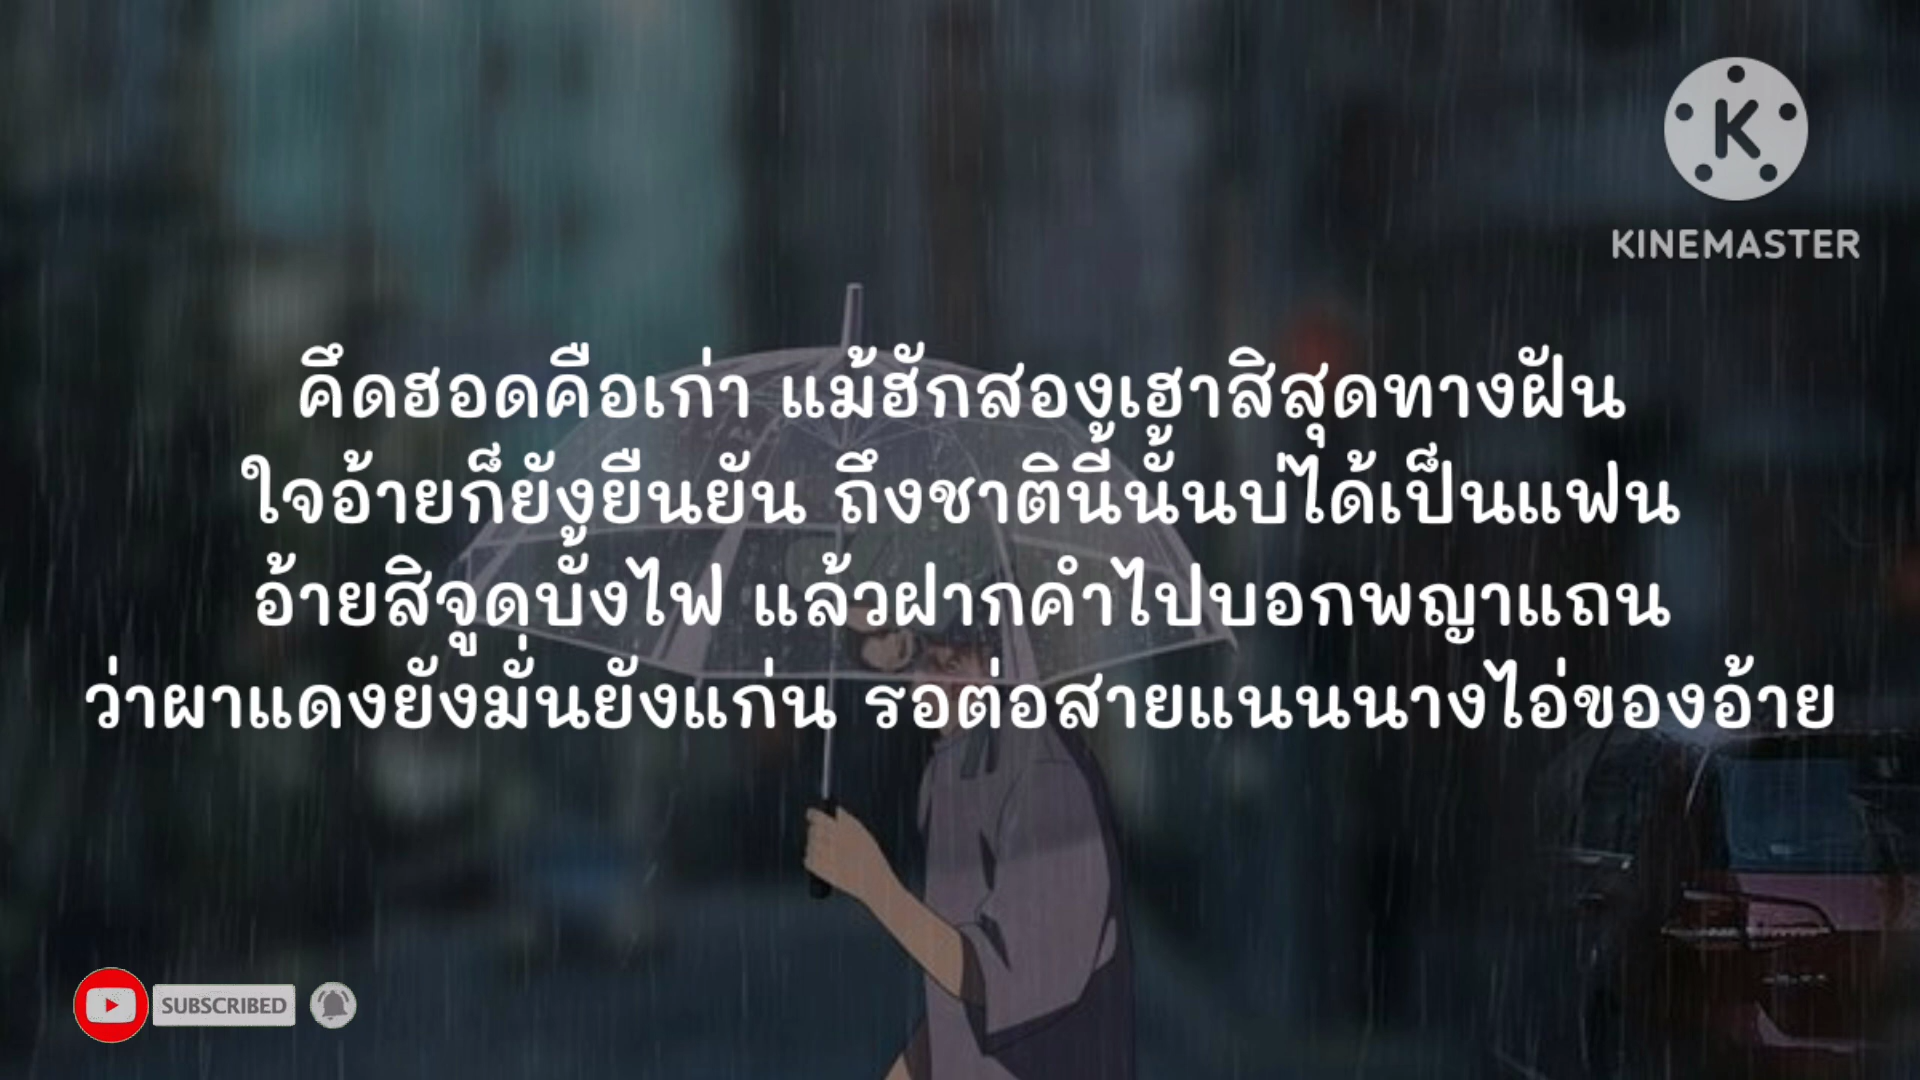 KINEMASTER
คึดฮอดคือเก่า แม้ฮักสองเฮาสิสุดทางฝัน
ใจอ้ายก็ยังยืนยัน ถึงชาตินี้นั้นบ่ได้เป็นแฟน
อ้ายสิจูดบั้งไฟ แล้วฝากคำไปบอกพญาแถน
ว่าผาแดงยังมั่นยังแก่น รอต่อสายแนนนางไอ่ของอ้าย
SUBSCRIBED